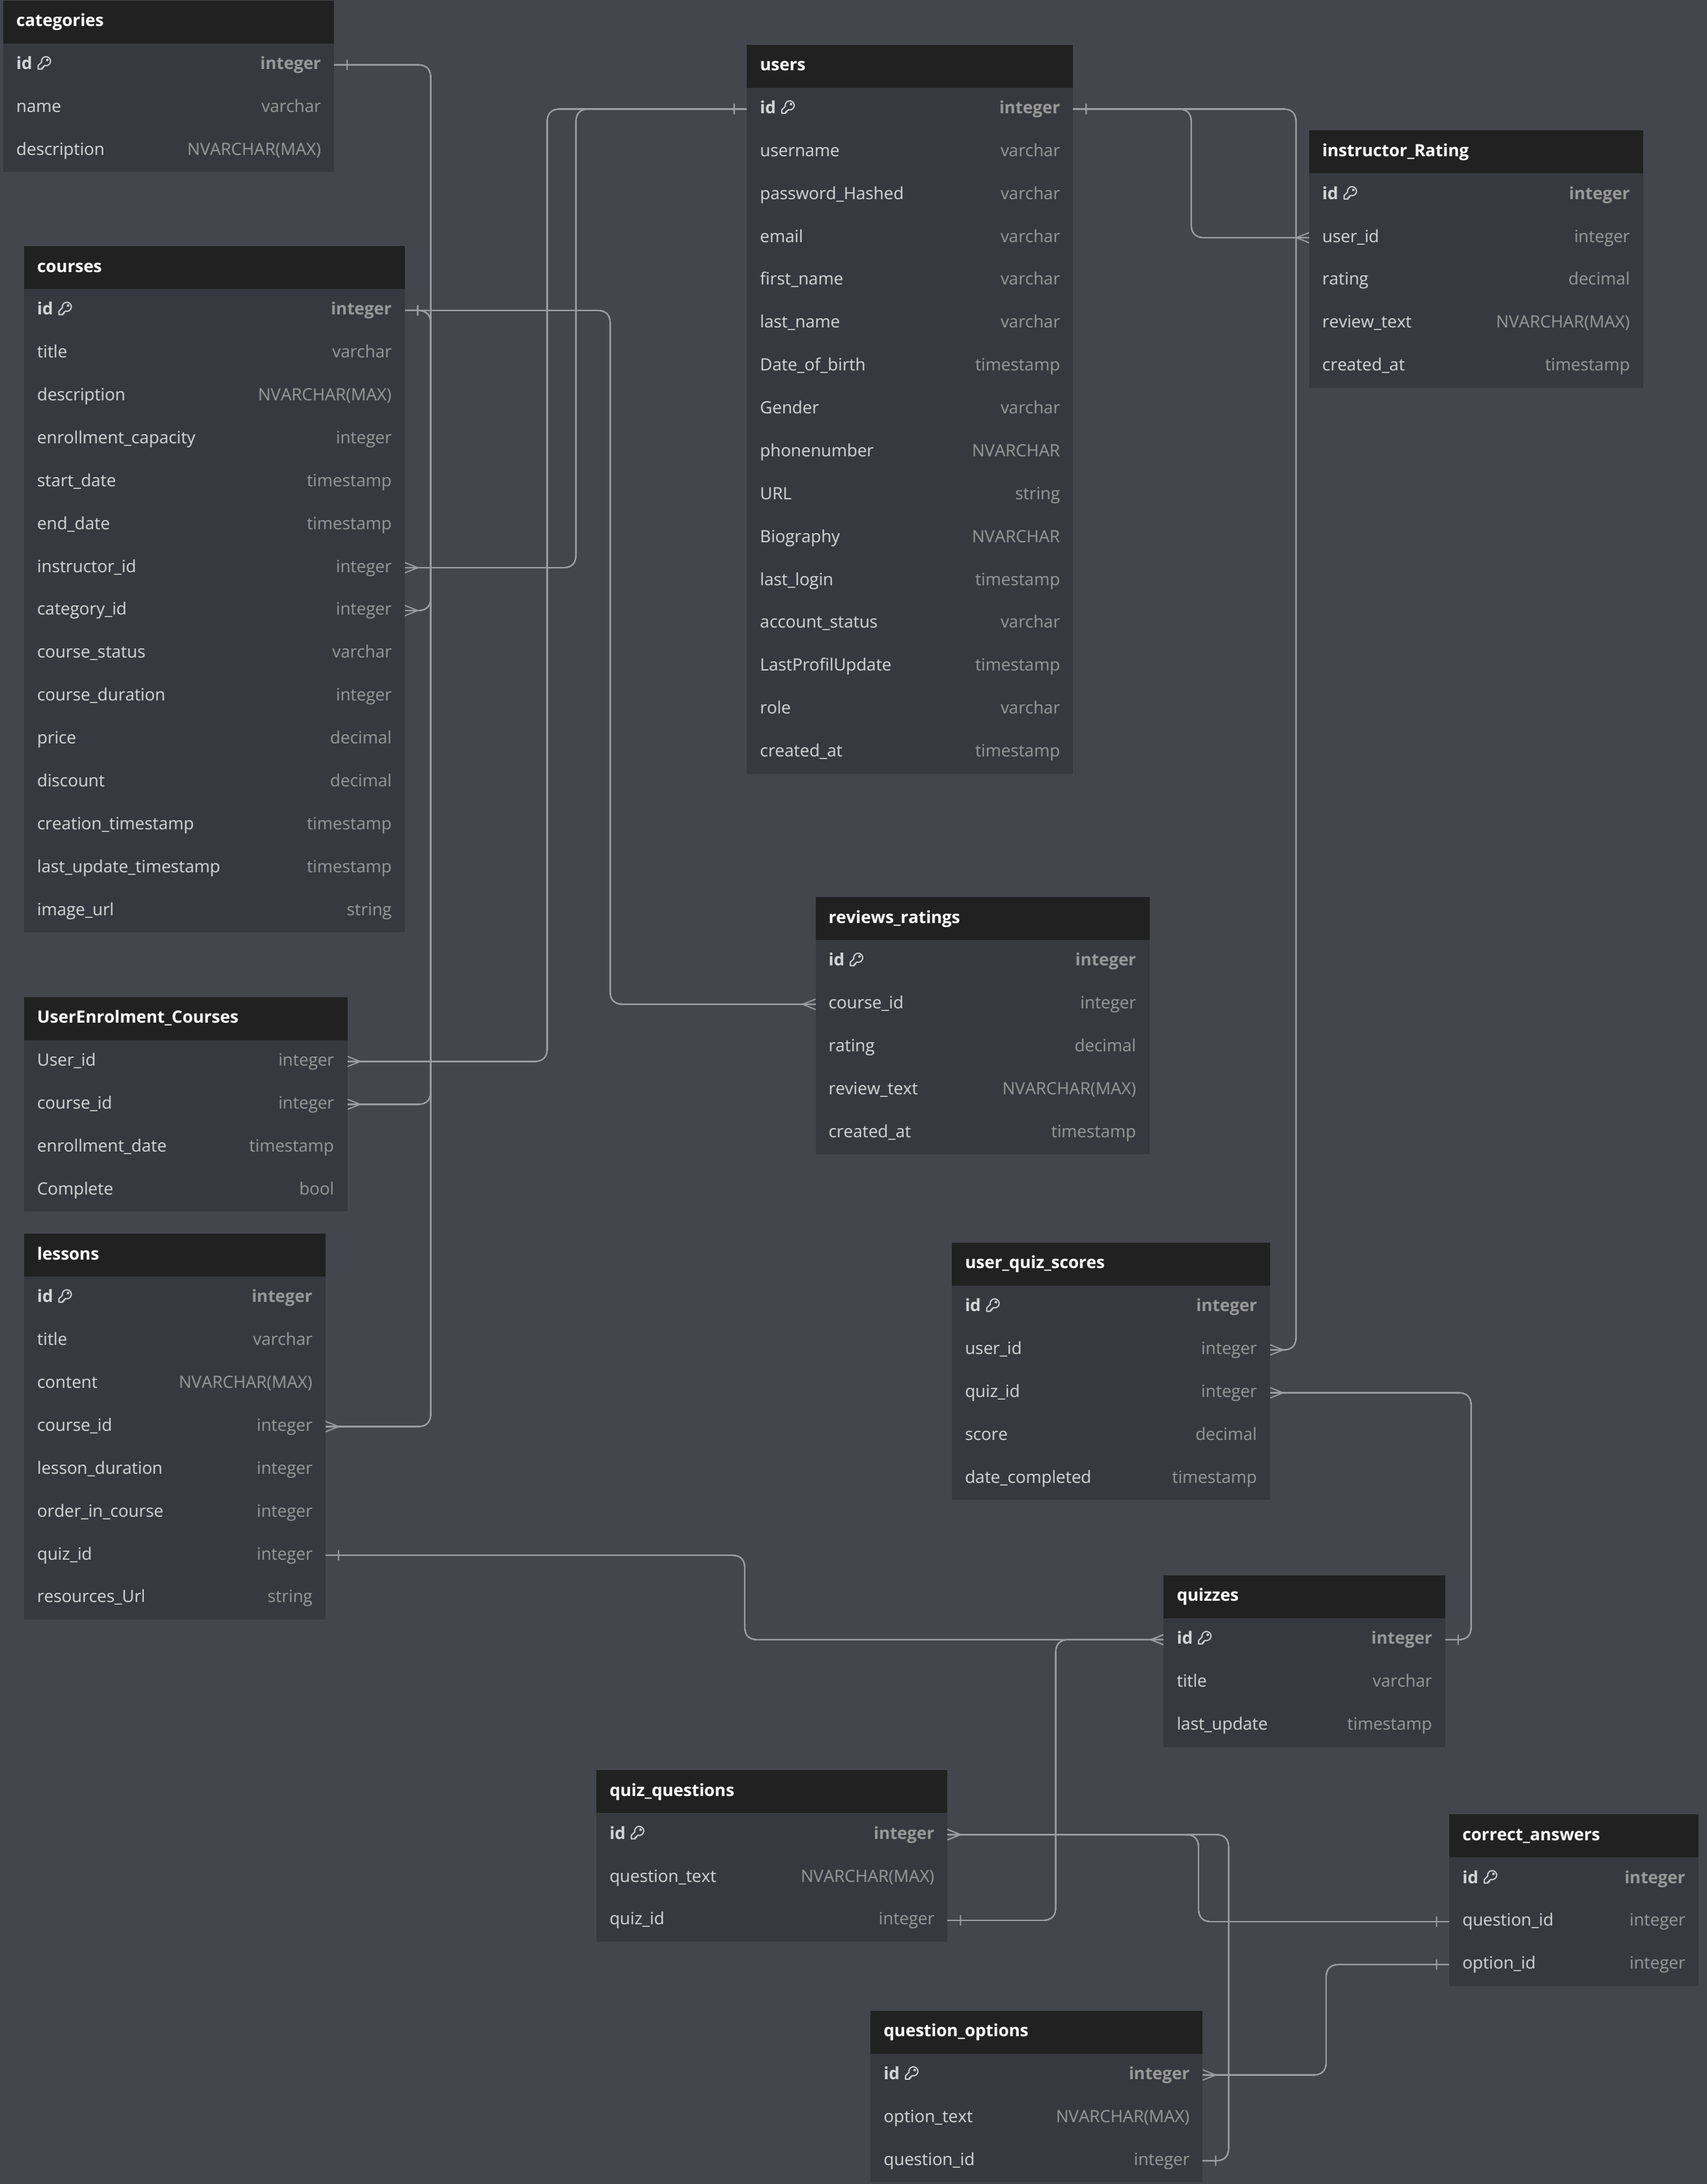 categories
id integer
name varchar
description NVARCHAR(MAX)
users
id integer
username varchar
password_Hashed varchar
email varchar
first_name varchar
last_name varchar
Date_of_birth timestamp
Gender varchar
phonenumber NVARCHAR
URL string
Biography NVARCHAR
last_login timestamp
account_status varchar
LastProfilUpdate timestamp
role varchar
created_at timestamp
instructor_Rating
id integer
user_id integer
rating decimal
review_text NVARCHAR(MAX)
created_at timestamp
courses
id integer
title varchar
description NVARCHAR(MAX)
enrollment_capacity integer
start_date timestamp
end_date timestamp
instructor_id integer
category_id integer
course_status varchar
course_duration integer
price decimal
discount decimal
creation_timestamp timestamp
last_update_timestamp timestamp
image_url string
reviews_ratings
id integer
course_id integer
rating decimal
review_text NVARCHAR(MAX)
created_at timestamp
UserEnrolment_Courses
User_id integer
course_id integer
enrollment_date timestamp
Complete bool
lessons
id integer
title varchar
content NVARCHAR(MAX)
course_id integer
lesson_duration integer
order_in_course integer
quiz_id integer
resources_Url string
user_quiz_scores
id integer
user_id integer
quiz_id integer
score decimal
date_completed timestamp
quizzes
id integer
title varchar
last_update timestamp
quiz_questions
id integer
question_text NVARCHAR(MAX)
quiz_id integer
correct_answers
id integer
question_id integer
option_id integer
question_options
id integer
option_text NVARCHAR(MAX)
question_id integer